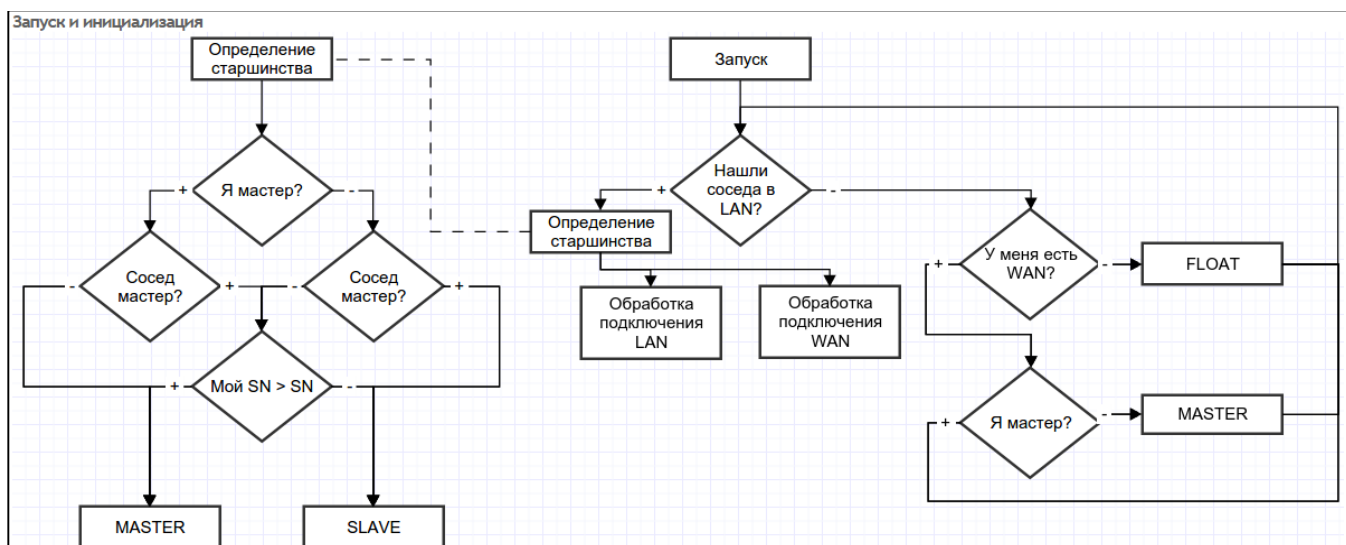 Запуск и инициализация
Определение
старшинства
Запуск
Я мастер?
+
-
Нашли
соседа в
LAN?
+
-
Определение
старшинства
Сосед
мастер?
-
+
Сосед
мастер?
-
+
У меня есть
WAN?
+
-
FLOAT
Обработка
подключения
LAN
Обработка
подключения
WAN
Мой SN > SN
+
-
Я мастер?
+
-
MASTER
MASTER
SLAVE